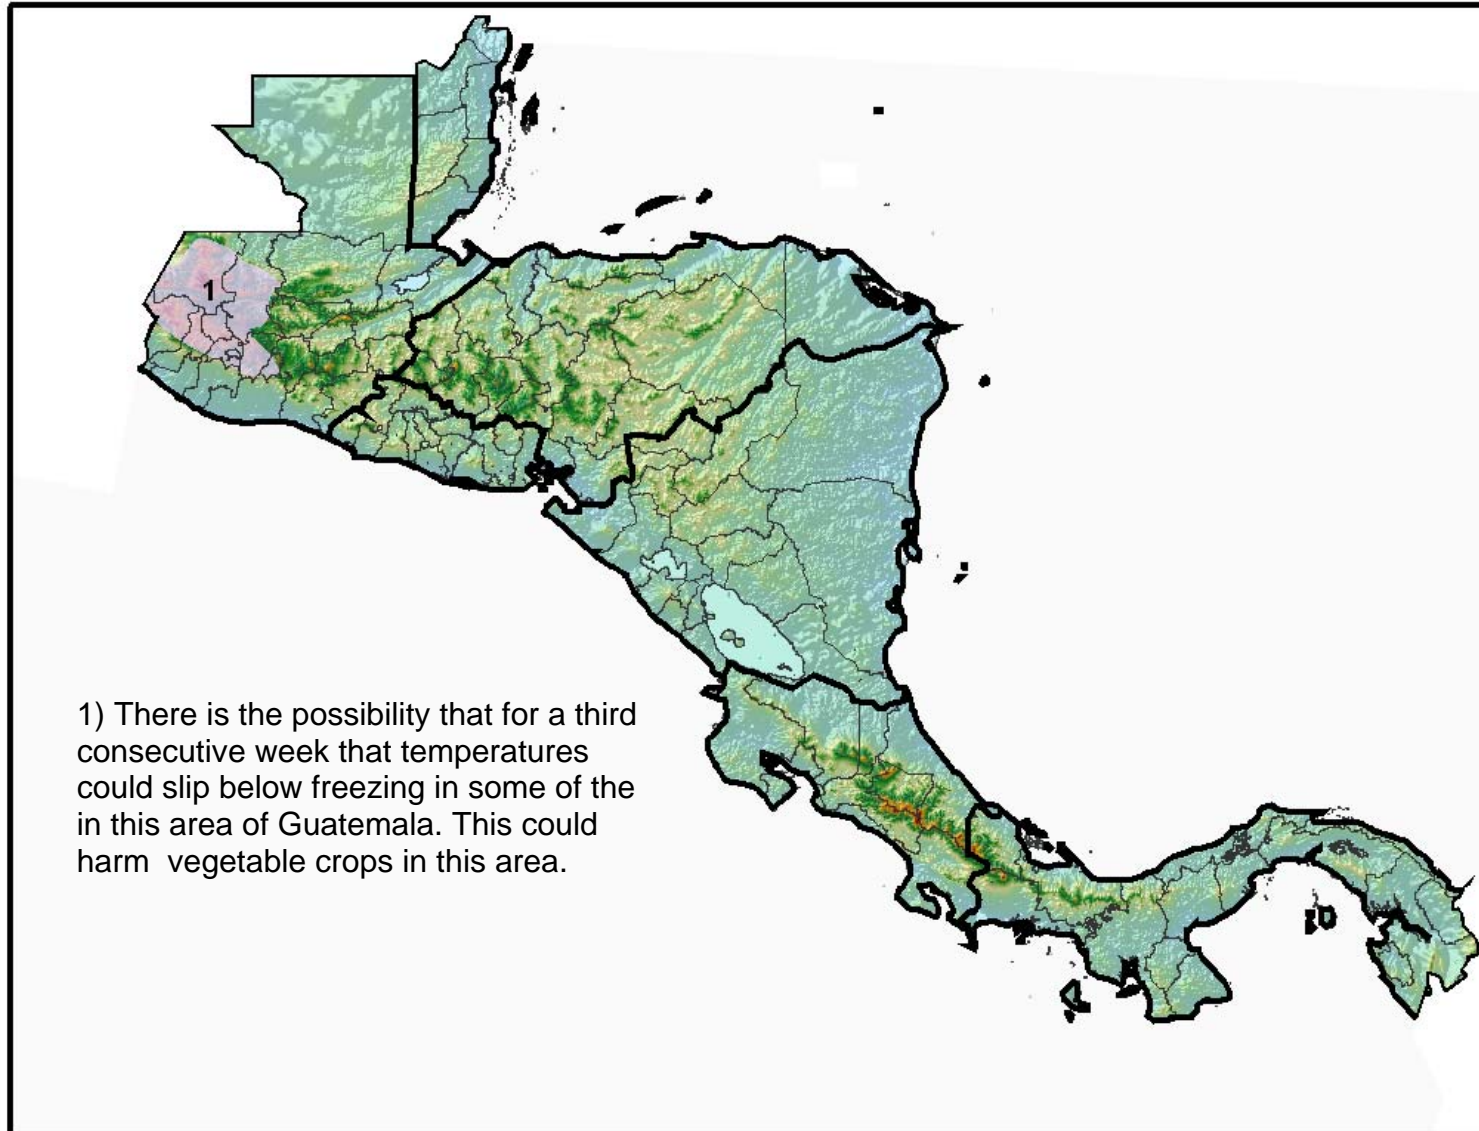 1
1) There is the possibility that for a third
consecutive week that temperatures
could slip below freezing in some of the
in this area of Guatemala. This could
harm  vegetable crops in this area.